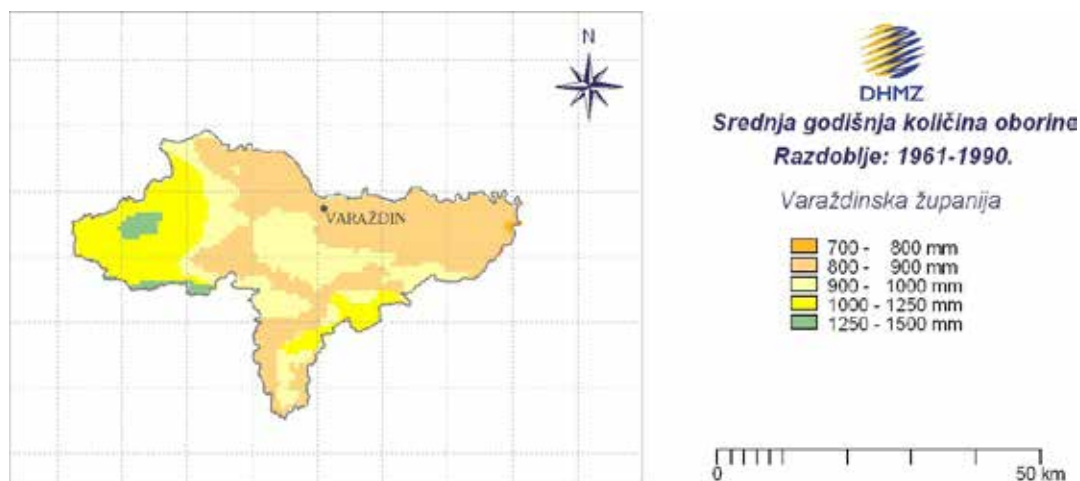 N
VARAŽDIN
DHMZ
Srednja godišnja količina oborine
Razdoblje: 1961-1990.
Varaždinska županija
700 - 800 mm
800 - 900 mm
900 - 1000 mm
1000 - 1250 mm
1250 - 1500 mm
0 50 km